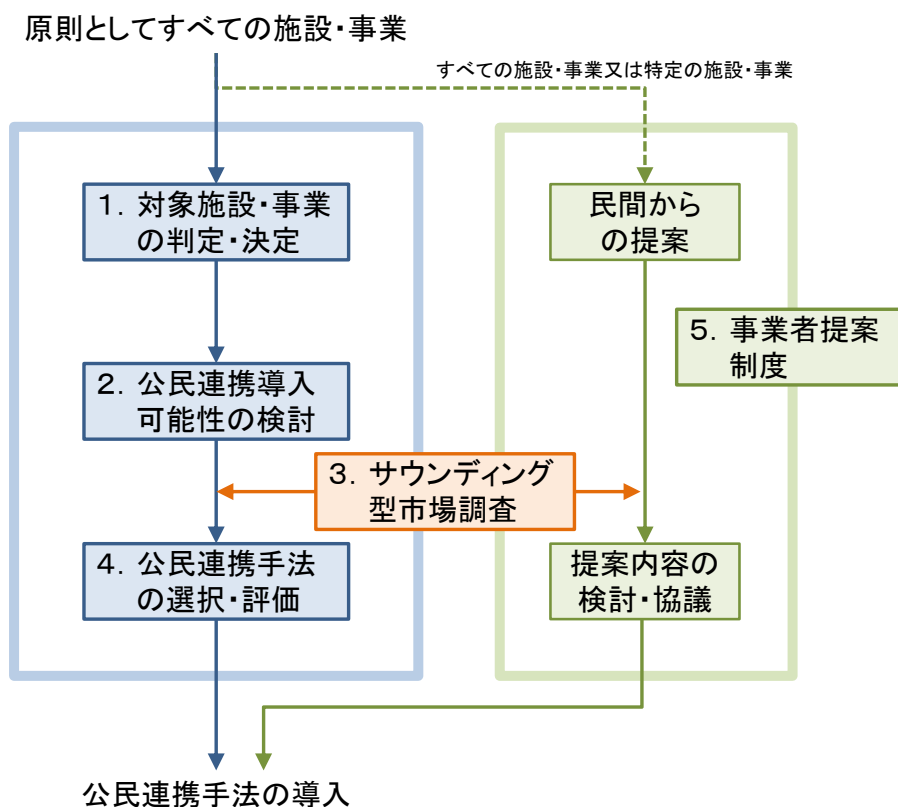 原則としてすべての施設・事業
すべての施設・事業又は特定の施設・事業
１．対象施設・事業
の判定・決定
民間から
の提案
５．事業者提案
制度
２．公民連携導入
可能性の検討
３．サウンディング
型市場調査
４．公民連携手法
の選択・評価
提案内容の
検討・協議
公民連携手法の導入